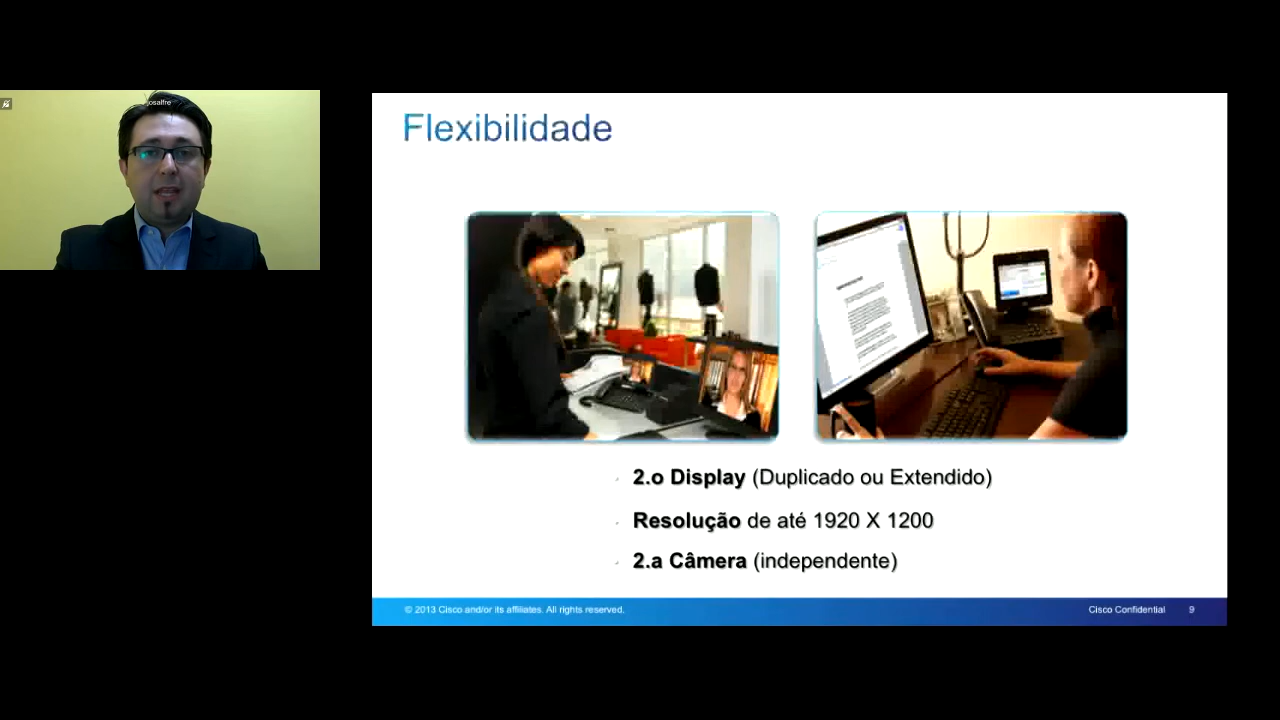 josalfre
Flexibilidade
2.o Display (Duplicado ou Extendido)
Resolução de até 1920 X 1200
2.a Câmera (independente)
© 2013 Cisco and/or its affiliates. All rights reserved.
Cisco Confidential 9